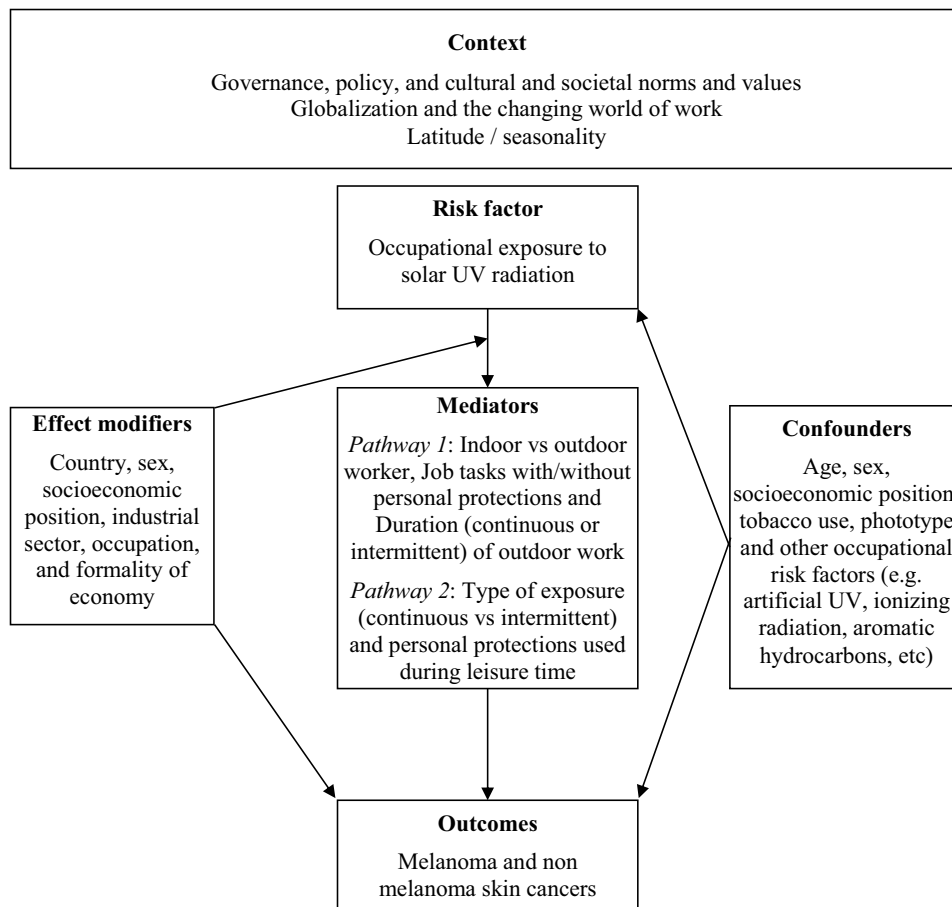 Context
Governance, policy, and cultural and societal norms and values
Globalization and the changing world of work
Latitude / seasonality
Risk factor
Occupational exposure to
solar UV radiation
Effect modifiers
Country, sex,
socioeconomic
position, industrial
sector, occupation,
and formality of
economy
Mediators
Pathway 1: Indoor vs outdoor
worker, Job tasks with/without
personal protections and
Duration (continuous or
intermittent) of outdoor work
Pathway 2: Type of exposure
(continuous vs intermittent)
and personal protections used
during leisure time
Confounders
Age, sex,
socioeconomic position,
tobacco use, phototype
and other occupational
risk factors (e.g.
artificial UV, ionizing
radiation, aromatic
hydrocarbons, etc)
Outcomes
Melanoma and non
melanoma skin cancers